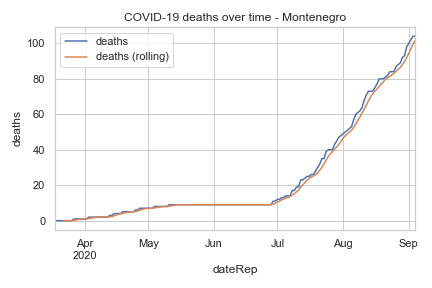 COVID-19 deaths over time - Montenegro
deaths
deaths (rolling)
100
80
60
40
20
0
deaths
Apr
2020
May
Jun
Jul
Aug
Sep
dateRep